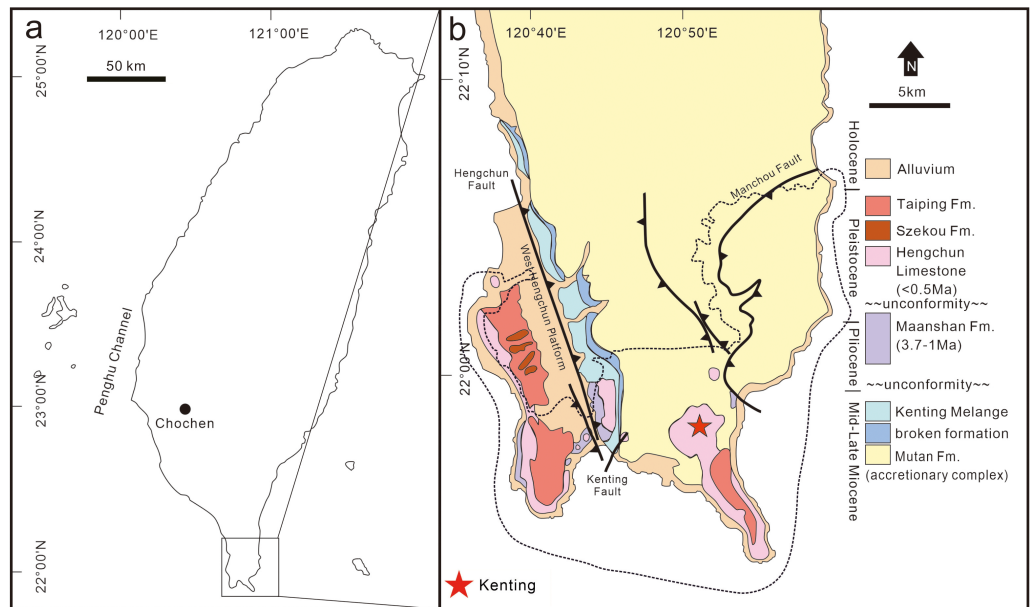 a
120°00'E
121°00'E
50 km
25°00'N
24°00'N
23°00'N
22°00'N
Penghu Channel
Chochen
b
120°40'E
120°50'E
22°10'N
22°00'N
N
5km
Hengchun
Fault
Manchou Fault
West Hengchun Platform
Kenting
Fault
Kenting
Holocene
Pleistocene
Pliocene
Mid-Late Miocene
Alluvium
Taiping Fm.
Szekou Fm.
Hengchun
Limestone
(<0.5Ma)
~~unconformity~~
Maanshan Fm.
(3.7-1Ma)
~~unconformity~~
Kenting Melange
broken formation
Mutan Fm.
(accretionary complex)